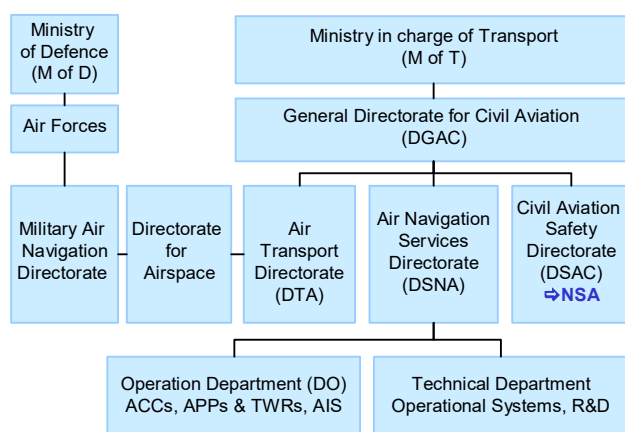 Ministry
of Defence
(M of D)
Ministry in charge of Transport
(M of T)
Air Forces
General Directorate for Civil Aviation
(DGAC)
Military Air
Navigation
Directorate
Directorate
for
Airspace
Air
Transport
Directorate
(DTA)
Air Navigation
Services
Directorate
(DSNA)
Civil Aviation
Safety
Directorate
(DSAC)
⇨NSA
Operation Department (DO)
ACCs, APPs & TWRs, AIS
Technical Department
Operational Systems, R&D